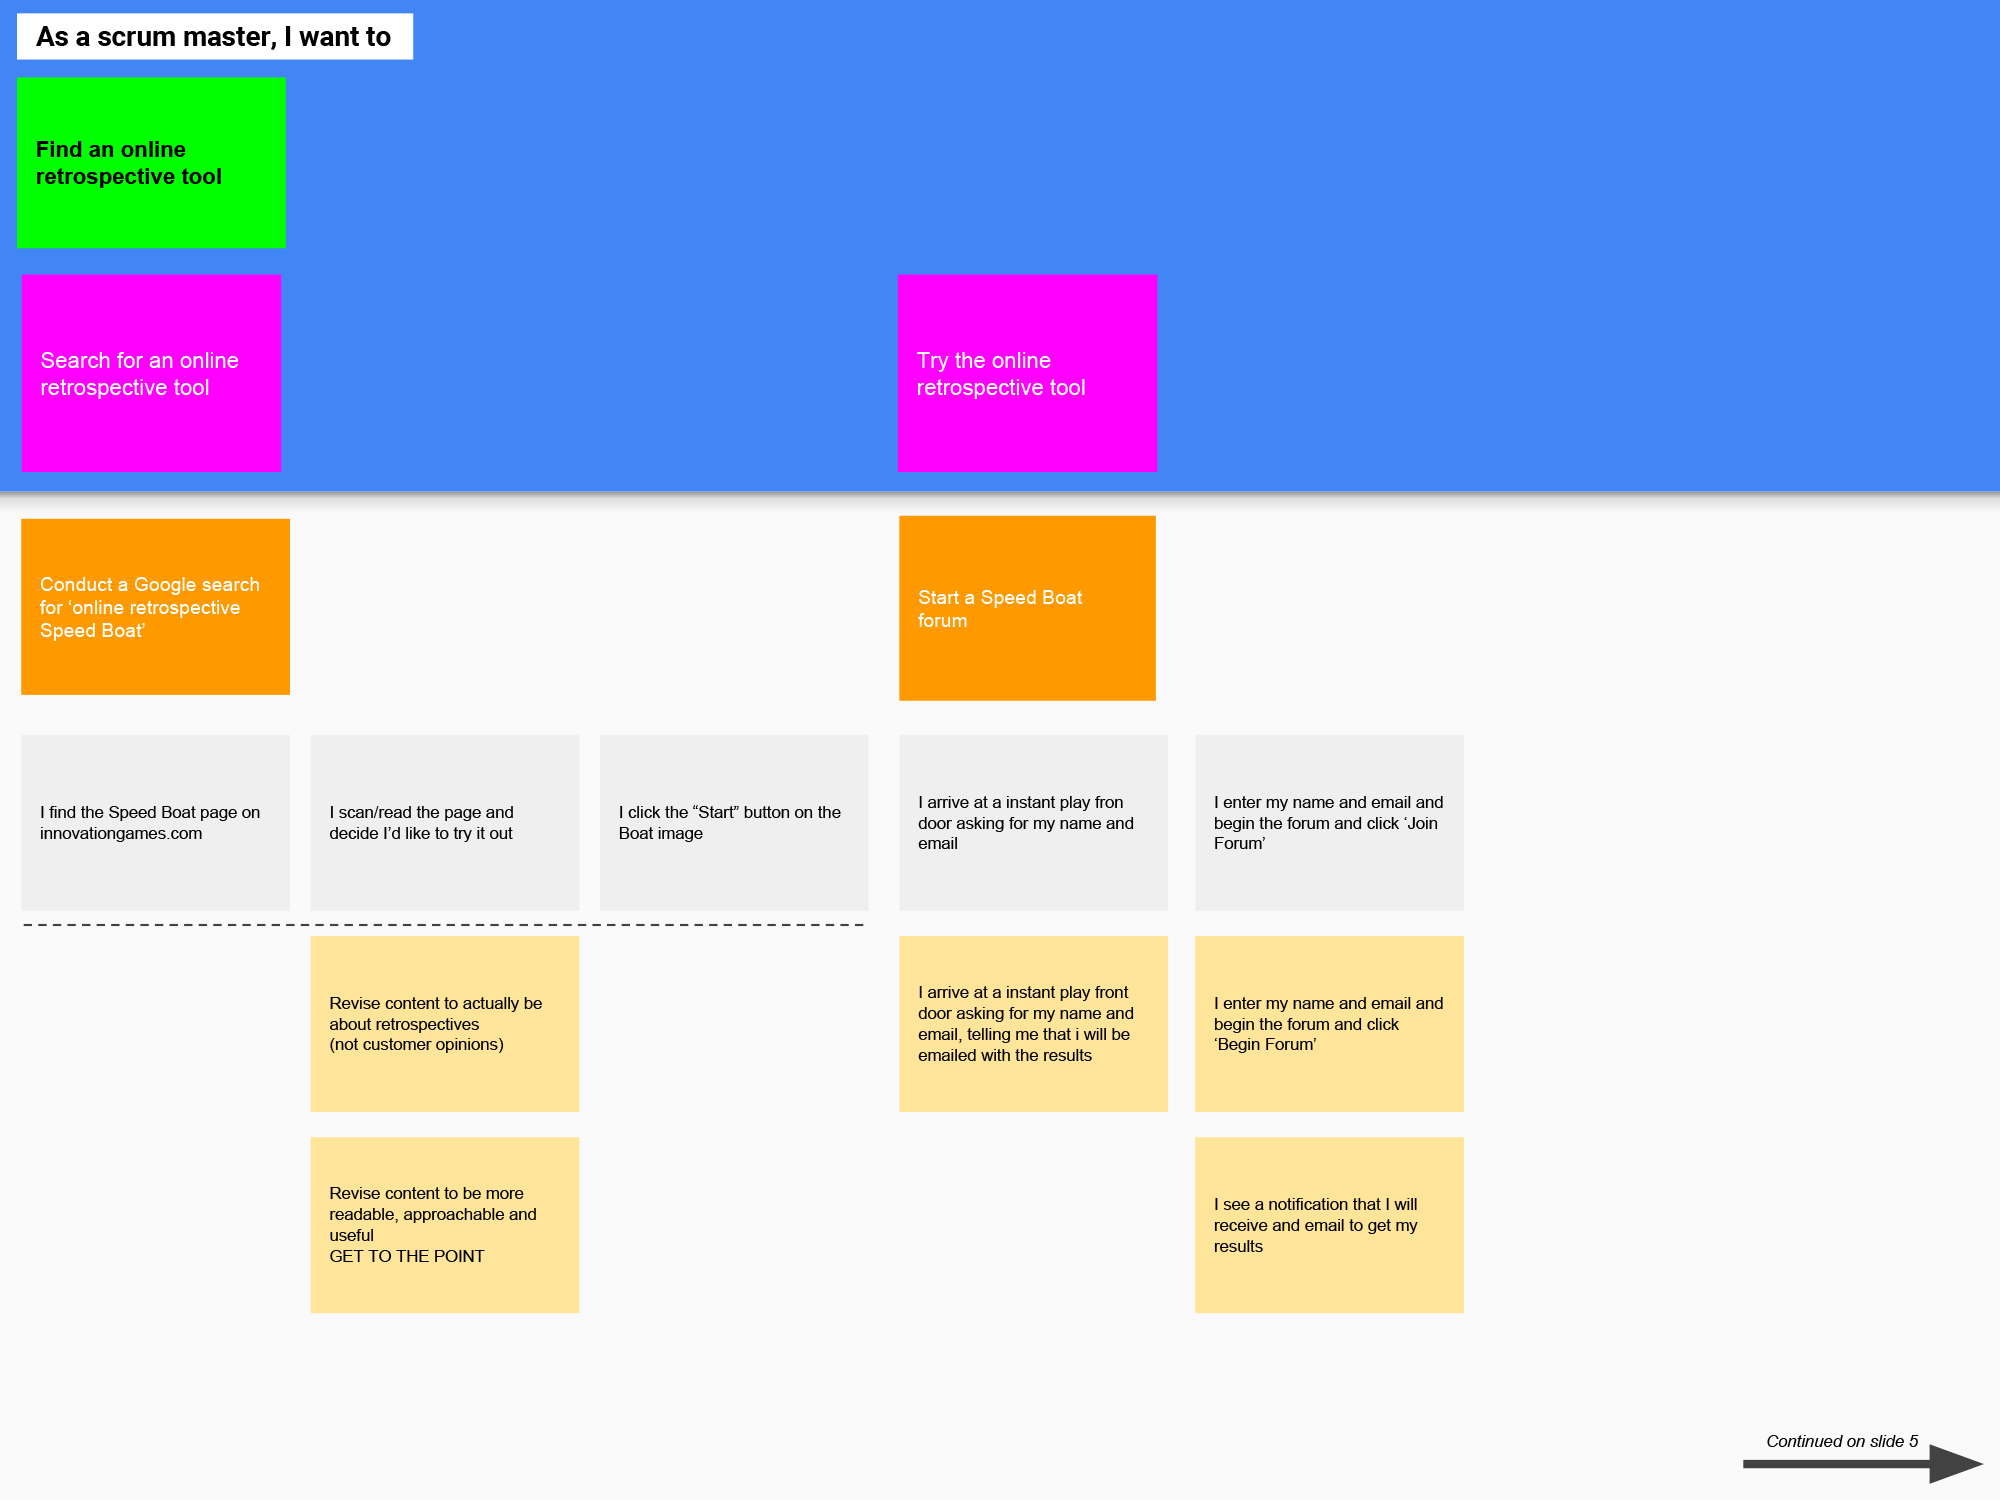 As a scrum master, I want to
Find an online
retrospective tool
Search for an online
retrospective tool
Try the online
retrospective tool
Conduct a Google search
for ‘online retrospective
Speed Boat’
Start a Speed Boat
forum
I find the Speed Boat page on
innovationgames.com
I scan/read the page and
decide I’d like to try it out
I click the “Start” button on the
Boat image
I arrive at a instant play fron
door asking for my name and
email
I enter my name and email and
begin the forum and click ‘Join
Forum’
Revise content to actually be
about retrospectives
(not customer opinions)
I arrive at a instant play front
door asking for my name and
email, telling me that i will be
emailed with the results
I enter my name and email and
begin the forum and click
‘Begin Forum’
Revise content to be more
readable, approachable and
useful
GET TO THE POINT
I see a notification that I will
receive and email to get my
results
Continued on slide 5